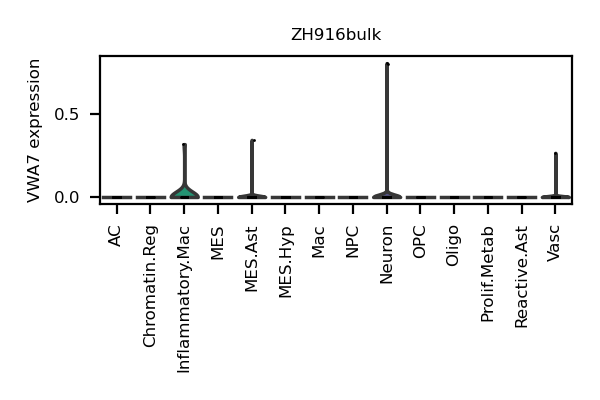 ZH916bulk
VWA7 expression
0.5
0.0
AC
Chromatin.Reg
Inflammatory.Mac
MES
MES.Ast
MES.Hyp
Mac
NPC
Neuron
OPC
Oligo
Prolif.Metab
Reactive.Ast
Vasc